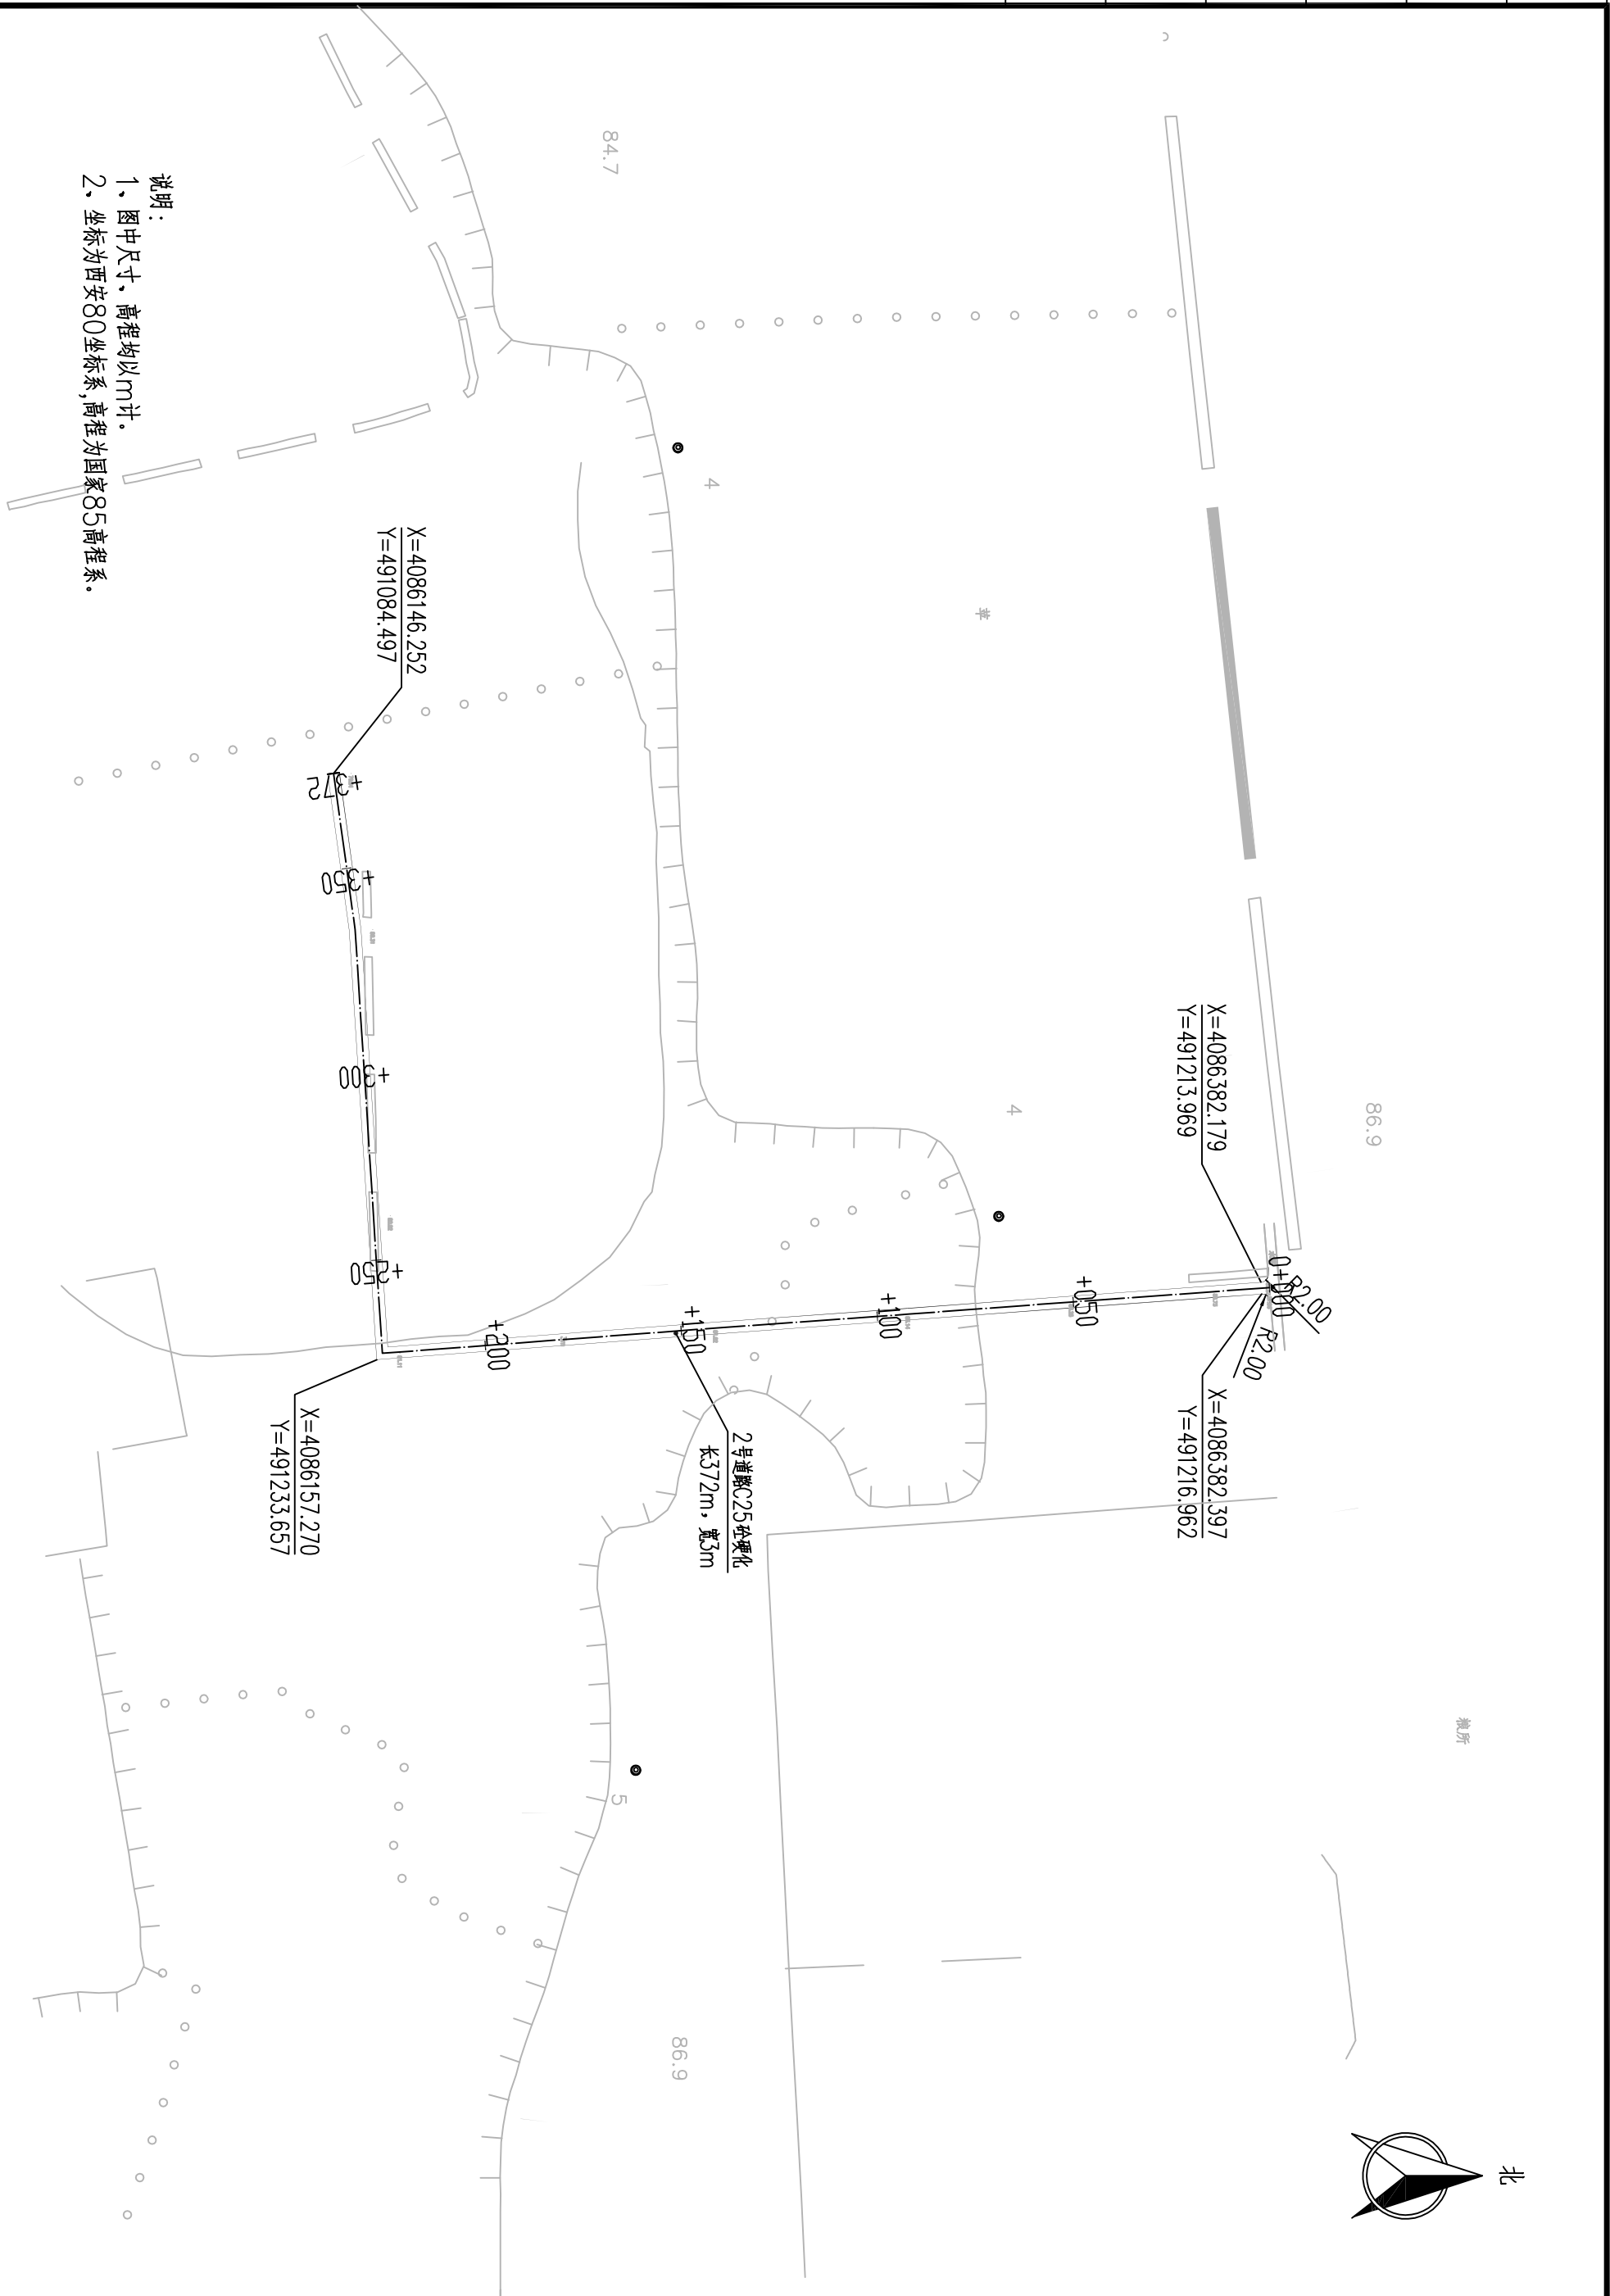 北
86.9
粮所
X=4086382.179
Y=491213.969
0+000
R2.00
R2.00
X=4086382.397
Y=491216.962
+050
4
+100
2号道路C25砼硬化
长372m，宽3m
+150
4
84.7
86.9
5
+200
X=4086146.252
Y=491084.497
+372
+350
+300
+250
X=4086157.270
Y=491233.657
说明：
1、图中尺寸、高程均以m计。
2、坐标为西安80坐标系,高程为国家85高程系。